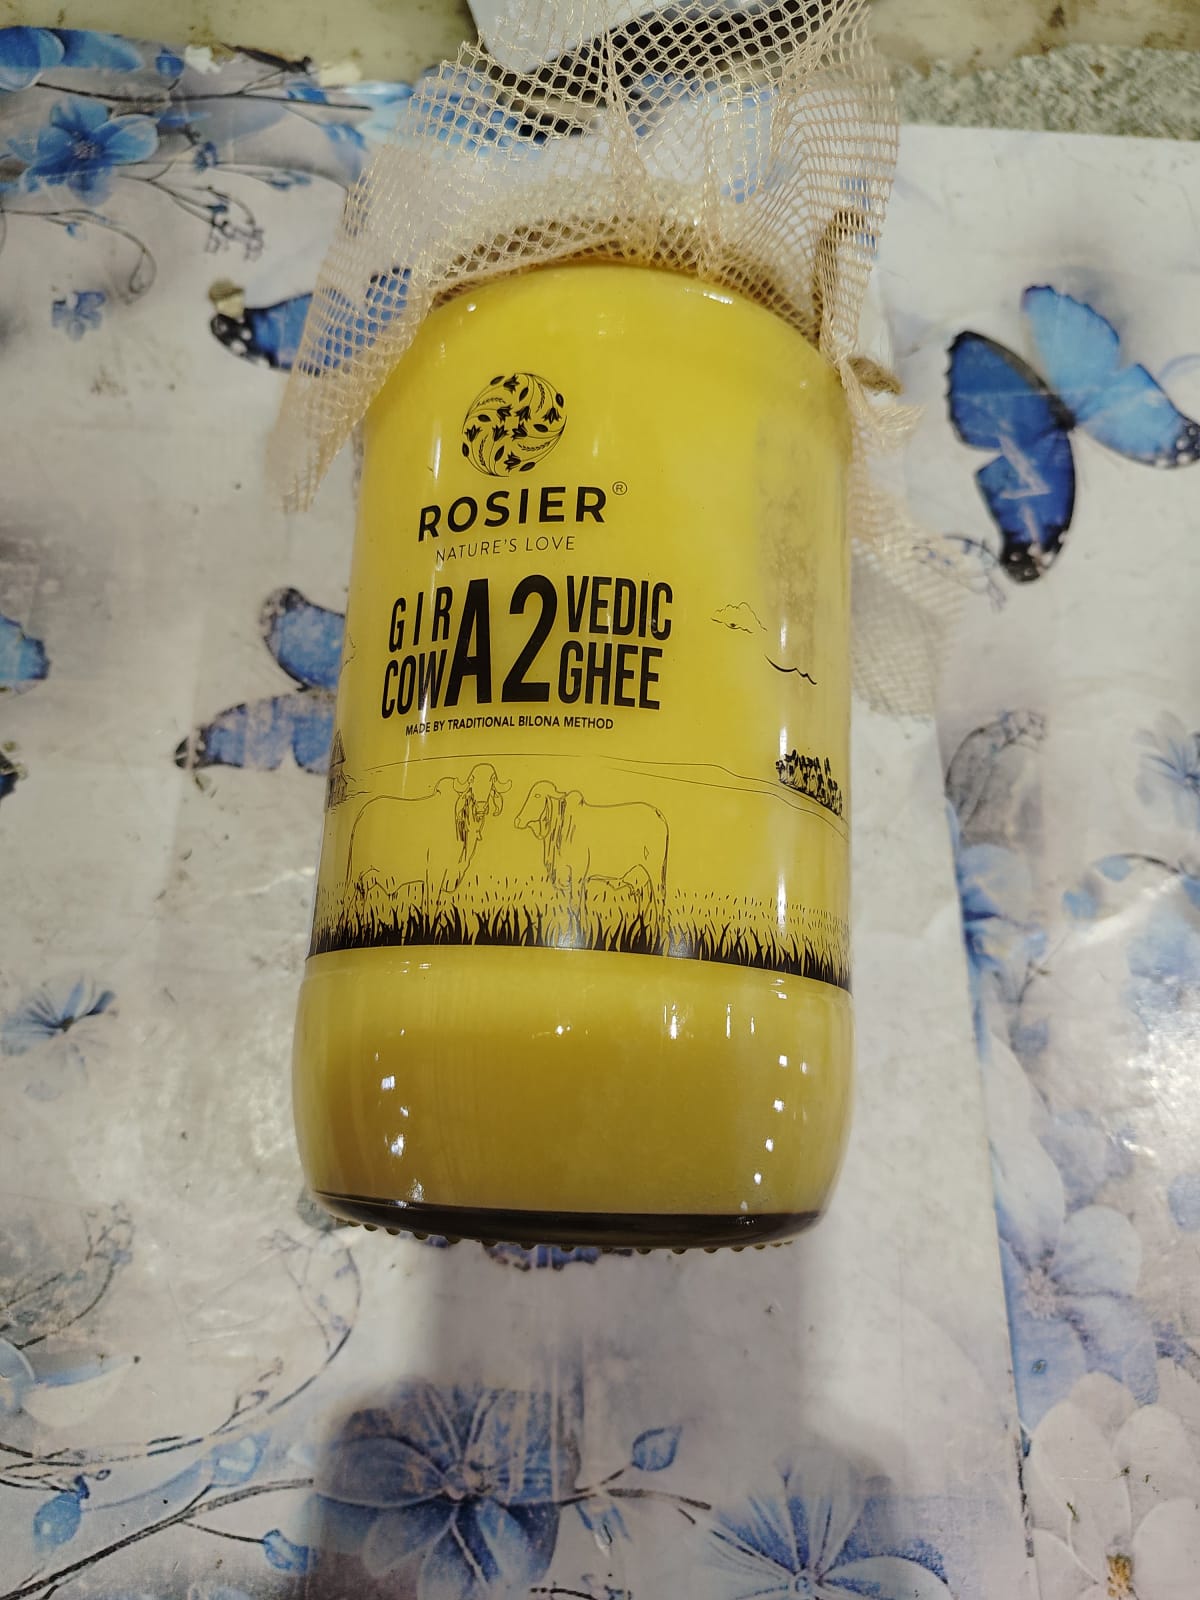 ROSIER®
NATURE'S LOVE
GIR COW A2 VEDIC GHEE
MADE BY TRADITIONAL BILONA METHOD